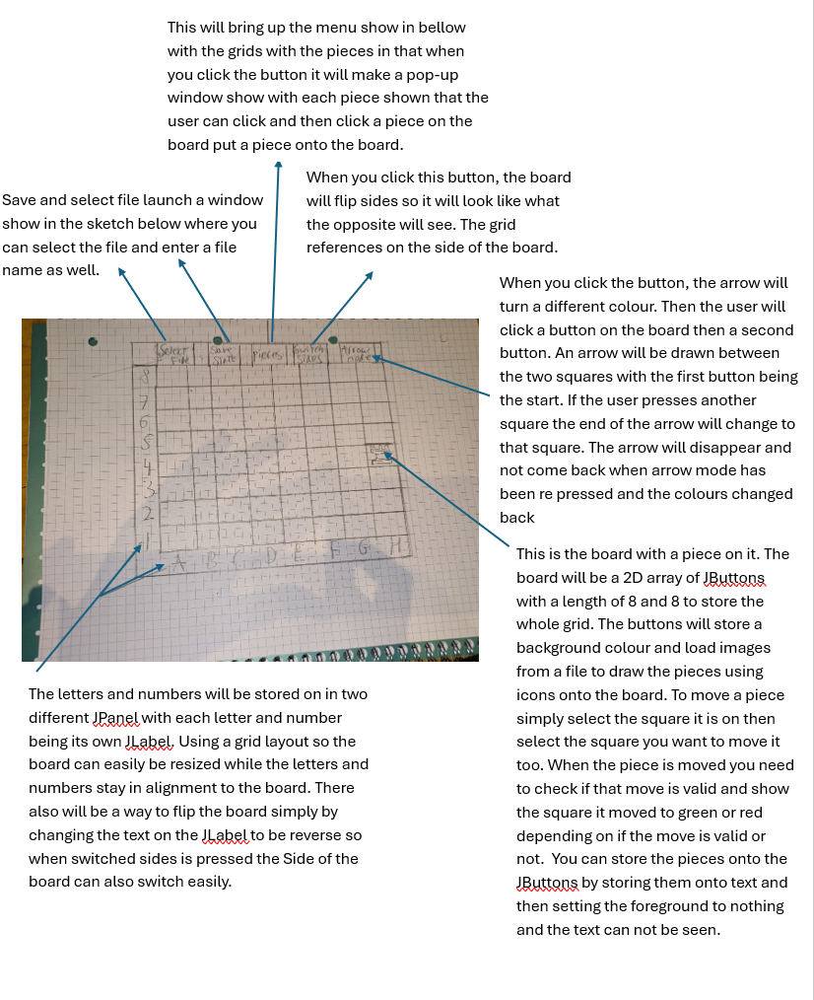 This will bring up the menu show in bellow
with the grids with the pieces in that when
you click the button it will make a pop-up
window show with each piece shown that the
user can click and then click a piece on the
board put a piece onto the board.
When you click this button, the board
will flip sides so it will look like what
the opposite will see. The grid
references on the side of the board.
Save and select file launch a window
show in the sketch below where you
can select the file and enter a file
name as well.
When you click the button, the arrow will
turn a different colour. Then the user will
click a button on the board then a second
button. An arrow will be drawn between
the two squares with the first button being
the start. If the user presses another
square the end of the arrow will change to
that square. The arrow will disappear and
not come back when arrow mode has
been re pressed and the colours changed
back
Select Save Pieces Switch Arrow
File State Sides mode
8
7
6
5
4
3
2
1
A B C D E F G H
This is the board with a piece on it. The
board will be a 2D array of JButtons
with a length of 8 and 8 to store the
whole grid. The buttons will store a
background colour and load images
from a file to draw the pieces using
icons onto the board. To move a piece
simply select the square it is on then
select the square you want to move it
too. When the piece is moved you need
to check if that move is valid and show
the square it moved to green or red
depending on if the move is valid or
not.  You can store the pieces onto the
JButtons by storing them onto text and
then setting the foreground to nothing
and the text can not be seen.
The letters and numbers will be stored on in two
different JPanel with each letter and number
being its own JLabel. Using a grid layout so the
board can easily be resized while the letters and
numbers stay in alignment to the board. There
also will be a way to flip the board simply by
changing the text on the JLabel to be reverse so
when switched sides is pressed the Side of the
board can also switch easily.